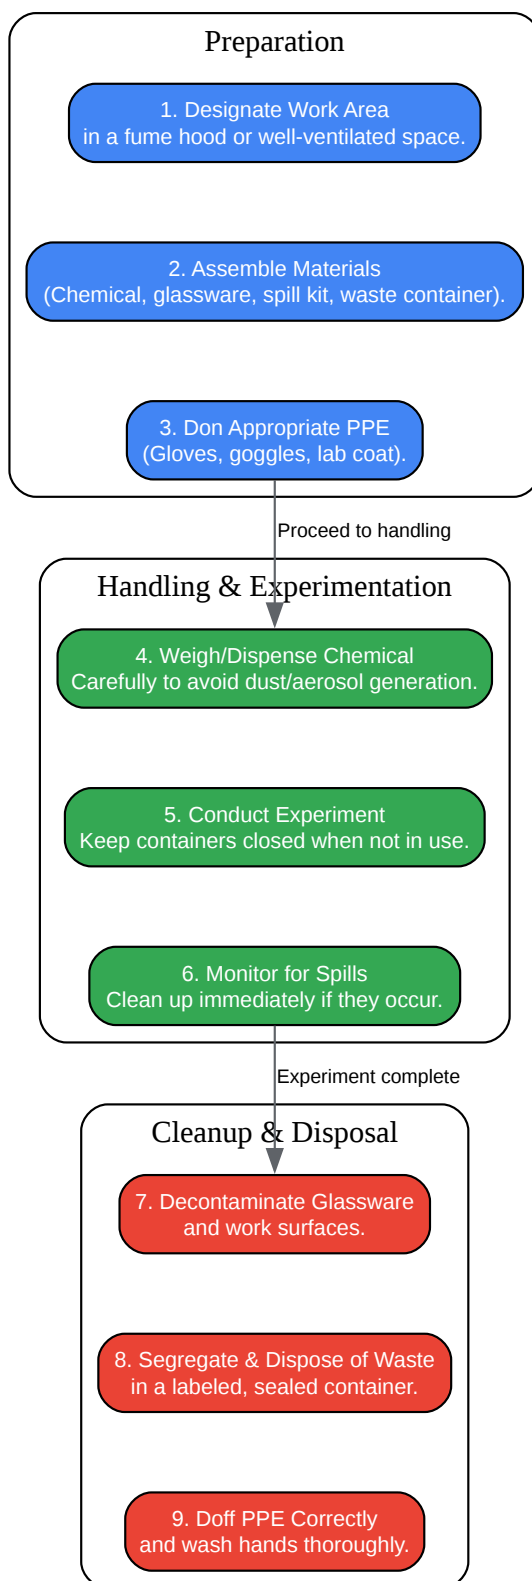 Preparation
1. Designate Work Area
in a fume hood or well-ventilated space.
2. Assemble Materials
(Chemical, glassware, spill kit, waste container).
3. Don Appropriate PPE
(Gloves, goggles, lab coat).
Proceed to handling
Handling & Experimentation
4. Weigh/Dispense Chemical
Carefully to avoid dust/aerosol generation.
5. Conduct Experiment
Keep containers closed when not in use.
6. Monitor for Spills
Clean up immediately if they occur.
Experiment complete
Cleanup & Disposal
7. Decontaminate Glassware
and work surfaces.
8. Segregate & Dispose of Waste
in a labeled, sealed container.
9. Doff PPE Correctly
and wash hands thoroughly.